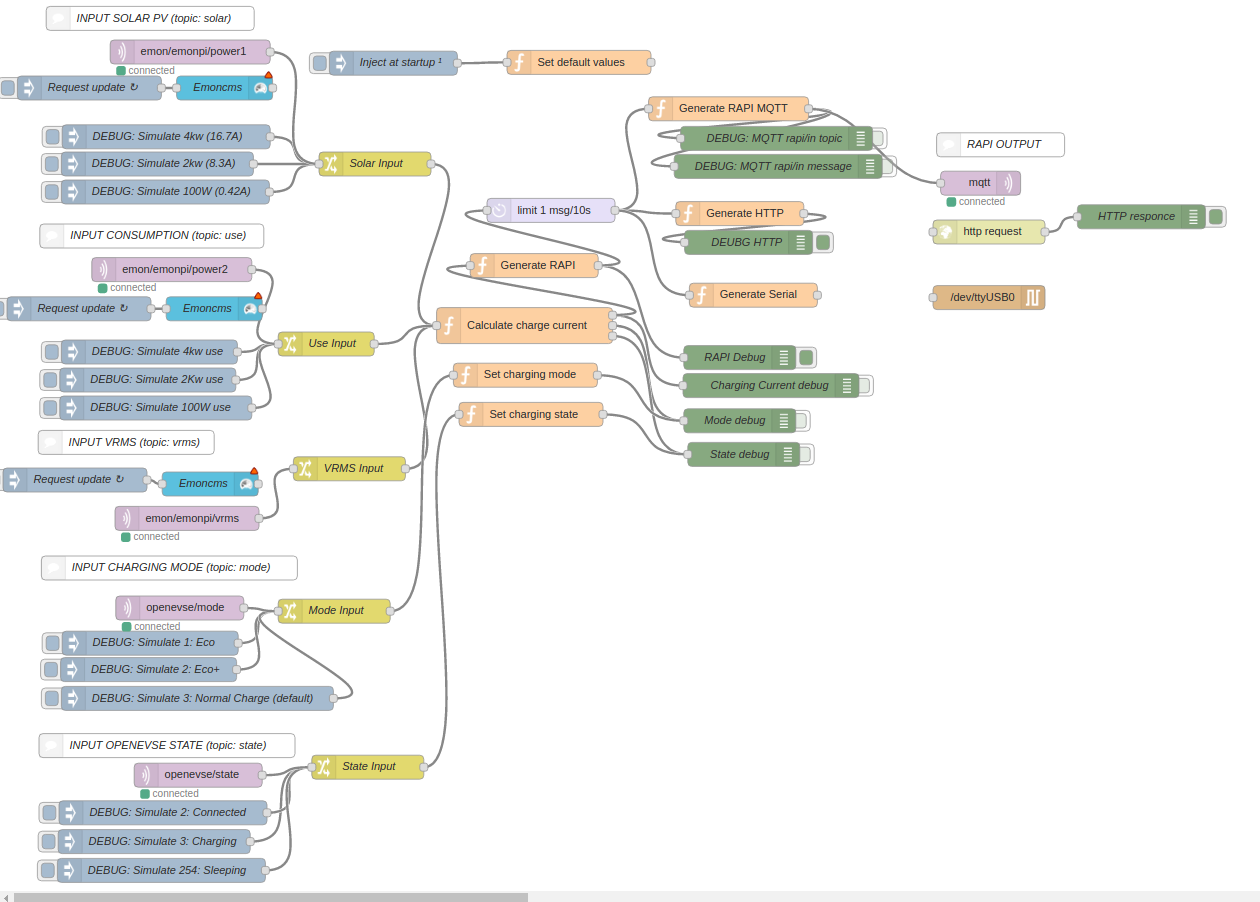 INPUT SOLAR PV (topic: solar)
emon/emonpi/power1
connected
Request update ↻
Emoncms
DEBUG: Simulate 4kw (16.7A)
DEBUG: Simulate 2kw (8.3A)
DEBUG: Simulate 100W (0.42A)
Solar Input
INPUT CONSUMPTION (topic: use)
emon/emonpi/power2
connected
Request update ↻
Emoncms
DEBUG: Simulate 4kw use
DEBUG: Simulate 2Kw use
DEBUG: Simulate 100W use
Use Input
INPUT VRMS (topic: vrms)
Request update ↻
Emoncms
emon/emonpi/vrms
connected
VRMS Input
INPUT CHARGING MODE (topic: mode)
openevse/mode
connected
DEBUG: Simulate 1: Eco
DEBUG: Simulate 2: Eco+
DEBUG: Simulate 3: Normal Charge (default)
Mode Input
INPUT OPENEVSE STATE (topic: state)
openevse/state
connected
DEBUG: Simulate 2: Connected
DEBUG: Simulate 3: Charging
DEBUG: Simulate 254: Sleeping
State Input
Inject at startup ¹
Set default values
limit 1 msg/10s
Generate RAPI
Calculate charge current
Set charging mode
Set charging state
Generate RAPI MQTT
DEBUG: MQTT rapi/in topic
DEBUG: MQTT rapi/in message
Generate HTTP
DEUBG HTTP
Generate Serial
RAPI Debug
Charging Current debug
Mode debug
State debug
RAPI OUTPUT
mqtt
connected
http request
HTTP responce
/dev/ttyUSB0